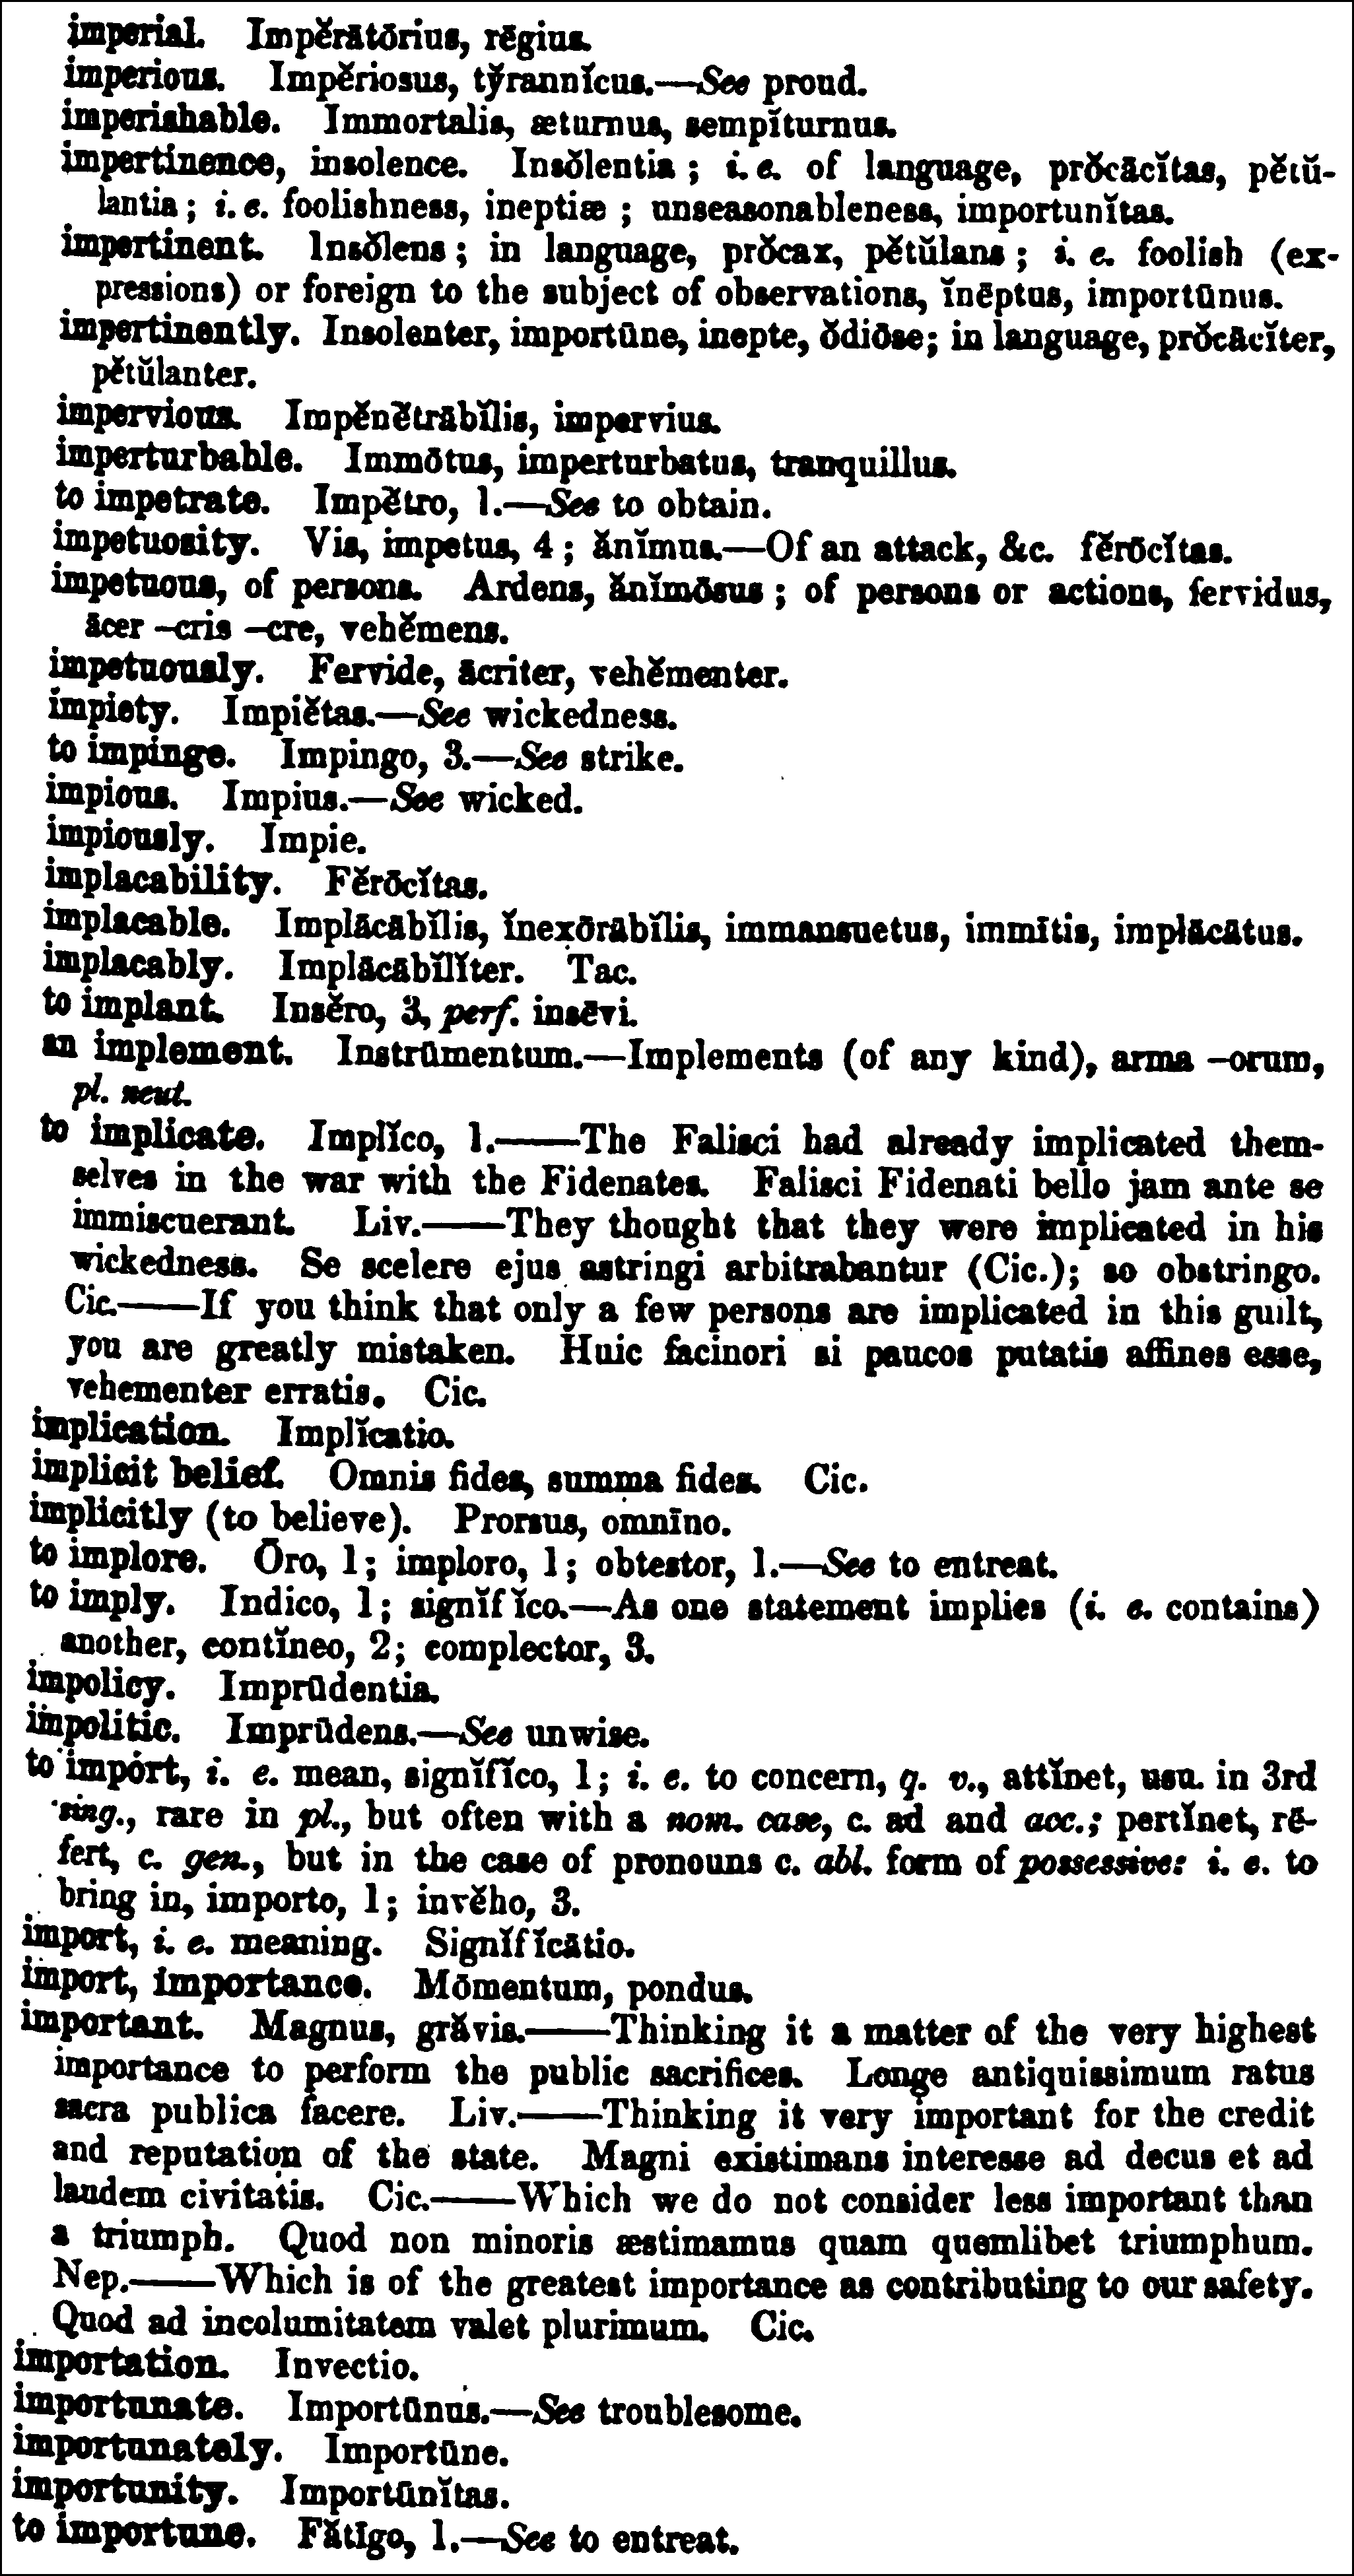 imperial. Impĕrātōrius, rēgius.
imperious. Impĕriosus, ty̆rannĭcus.—See proud.
imperishable. Immortalis, æturnus, sempĭturnus.
impertinence, insolence. Insŏlentia; i. e. of language, prŏcācĭtas, pĕtŭ-
lantia; i. e. foolishness, ineptiæ; unseasonableness, importunĭtas.
impertinent. Insŏlens; in language, prŏcax, pĕtŭlans; i. e. foolish (ex-
pressions) or foreign to the subject of observations, ĭnēptus, importūnus.
impertinently. Insolenter, importūne, inepte, ŏdiōse; in language, prŏcācĭter,
pĕtŭlanter.
impervious. Impĕnĕtrābĭlis, impervius.
imperturbable. Immōtus, imperturbatus, tranquillus.
to impetrate. Impĕtro, 1.—See to obtain.
impetuosity. Vis, impetus, 4; ănĭmus.—Of an attack, &c. fĕrōcĭtas.
impetuous, of persons. Ardens, ănĭmōsus; of persons or actions, fervidus,
ācer –cris –cre, vehĕmens.
impetuously. Fervide, ācriter, vehĕmenter.
impiety. Impiĕtas.—See wickedness.
to impinge. Impingo, 3.—See strike.
impious. Impius.—See wicked.
impiously. Impie.
implacability. Fĕrōcĭtas.
implacable. Implācābĭlis, ĭnexōrābĭlis, immansuetus, immītis, implācātus.
implacably. Implācābĭlĭter. Tac.
to implant. Insĕro, 3, perf. insēvi.
an implement. Instrūmentum.—Implements (of any kind), arma –orum,
pl. neut.
to implicate. Implĭco, 1.——The Falisci had already implicated them-
selves in the war with the Fidenates. Falisci Fidenati bello jam ante se
immiscuerant. Liv.——They thought that they were implicated in his
wickedness. Se scelere ejus astringi arbitrabantur (Cic.); so obstringo.
Cic.——If you think that only a few persons are implicated in this guilt,
you are greatly mistaken. Huic facinori si paucos putatis affines esse,
vehementer erratis. Cic.
implication. Implĭcatio.
implicit belief. Omnis fides, summa fides. Cic.
implicitly (to believe). Prorsus, omnīno.
to implore. Ōro, 1; imploro, 1; obtestor, 1.—See to entreat.
to imply. Indico, 1; signĭfĭco.—As one statement implies (i. e. contains)
another, contĭneo, 2; complector, 3.
impolicy. Imprūdentia.
impolitic. Imprūdens.—See unwise.
to import, i. e. mean, signĭfĭco, 1; i. e. to concern, q. v., attĭnet, usu. in 3rd
sing., rare in pl., but often with a nom. case, c. ad and acc.; pertĭnet, rē-
fert, c. gen., but in the case of pronouns c. abl. form of possessive: i. e. to
bring in, importo, 1; invĕho, 3.
import, i. e. meaning. Signĭfĭcātio.
import, importance. Mōmentum, pondus.
important. Magnus, grăvis.——Thinking it a matter of the very highest
importance to perform the public sacrifices. Longe antiquissimum ratus
sacra publica facere. Liv.——Thinking it very important for the credit
and reputation of the state. Magni existimans interesse ad decus et ad
laudem civitatis. Cic.——Which we do not consider less important than
a triumph. Quod non minoris æstimamus quam quemlibet triumphum.
Nep.——Which is of the greatest importance as contributing to our safety.
Quod ad incolumitatem valet plurimum. Cic.
importation. Invectio.
importunate. Importūnus.—See troublesome.
importunately. Importūne.
importunity. Importūnĭtas.
to importune. Fătīgo, 1.—See to entreat.